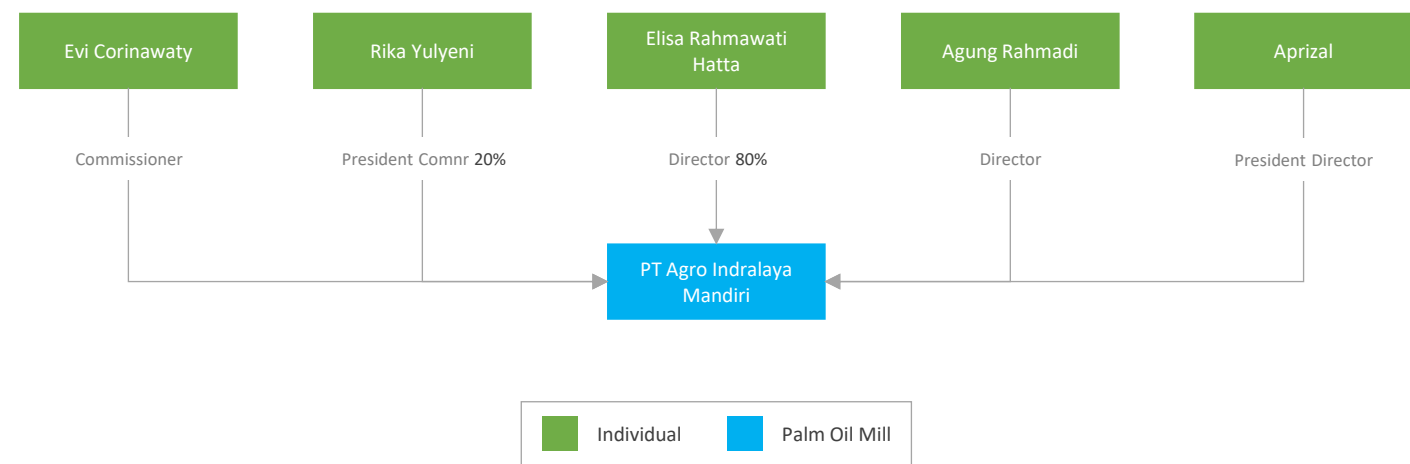 Evi Corinawaty
Rika Yulyeni
Elisa Rahmawati
Hatta
Agung Rahmadi
Aprizal
Commissioner
President Comnr 20%
Director 80%
Director
President Director
PT Agro Indralaya
Mandiri
Individual
Palm Oil Mill